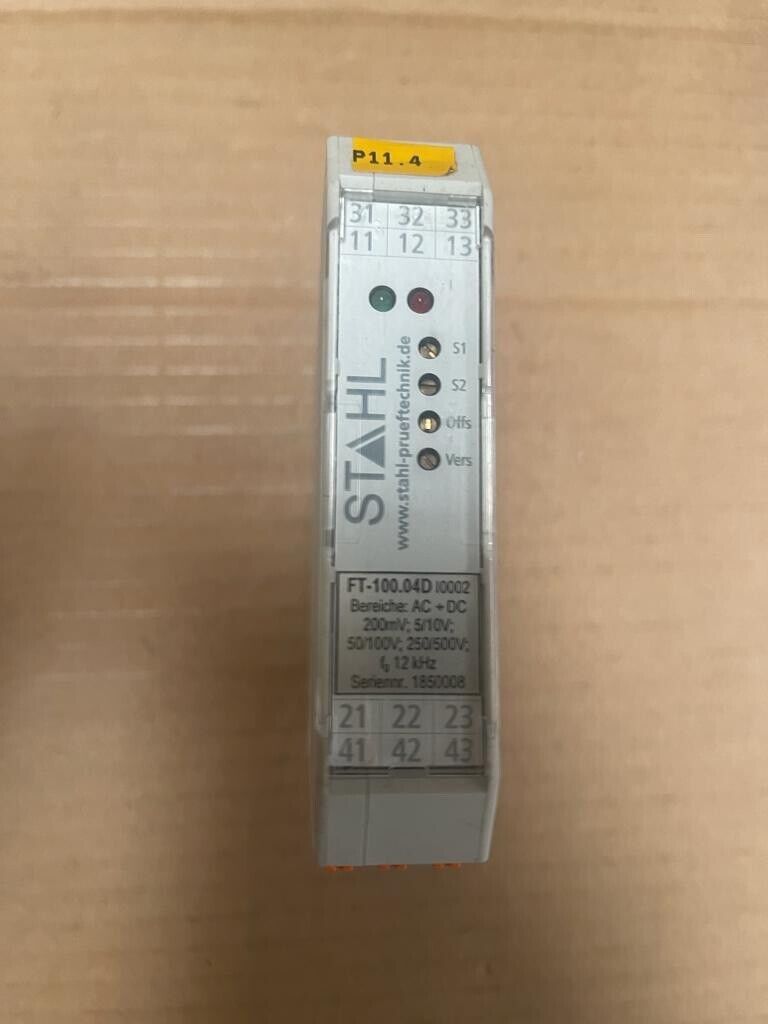 P11.4
31 32 33
11 12 13
S1
S2
Offs
Vers
STAHL
www.stahl-prueftechnik.de
FT-100.04D I0002
Bereiche: AC + DC
200mV; 5/10V;
50/100V; 250/500V;
12 kHz
Seriennr. 1850008
21 22 23
41 42 43